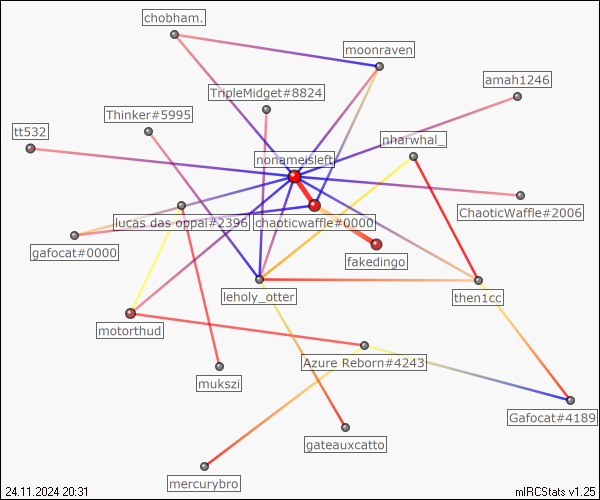 chobham.
moonraven
amah1246
TripleMidget#8824
Thinker#5995
tt532
nharwhal_
nonameisleft
ChaoticWaffle#2006
lucas das oppai#2396
chaoticwaffle#0000
gafocat#0000
fakedingo
leholy_otter
then1cc
motorthud
Azure Reborn#4243
mukszi
Gafocat#4189
gateauxcatto
mercurybro
24.11.2024 20:31
mIRCStats v1.25